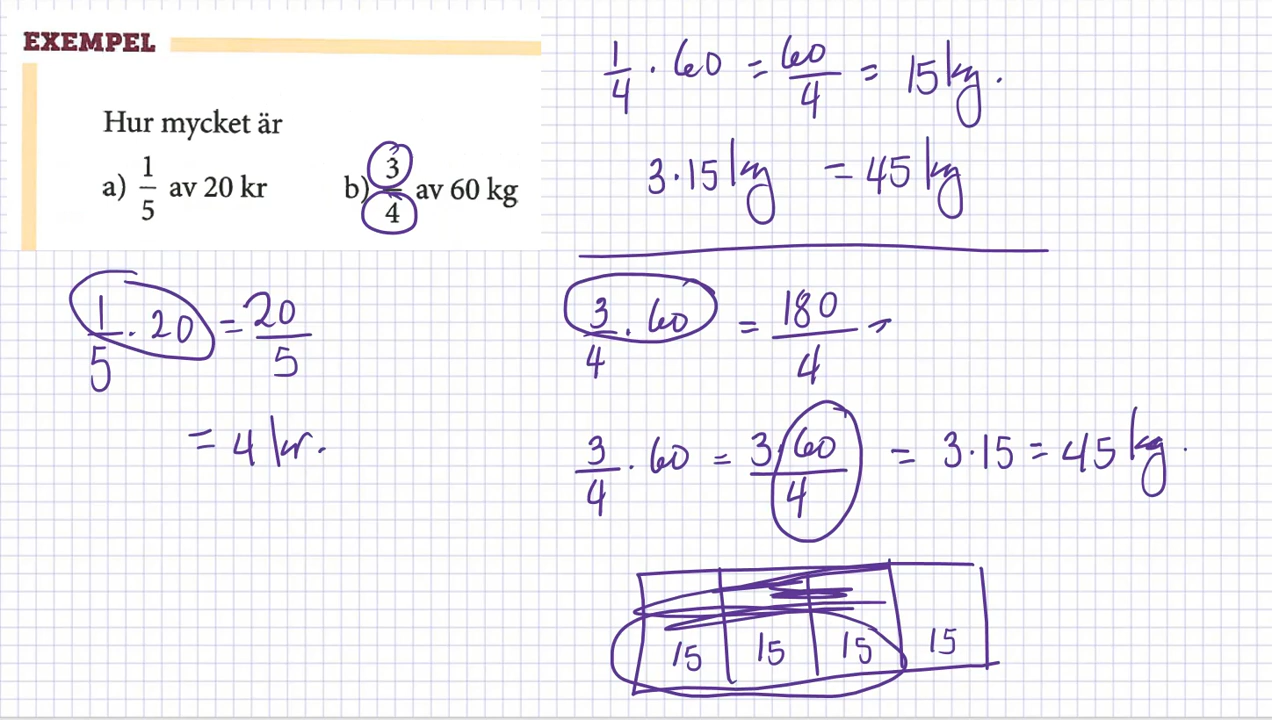 EXEMPEL
Hur mycket är
a) 1/5 av 20 kr b) 3/4 av 60 kg
1/5 · 20 = 20/5
= 4 kr.
1/4 · 60 = 60/4 = 15 kg.
3·15 kg = 45 kg
3/4 · 60 = 180/4 =
3/4 · 60 = 3·60/4 = 3·15 = 45 kg.
15 15 15 15